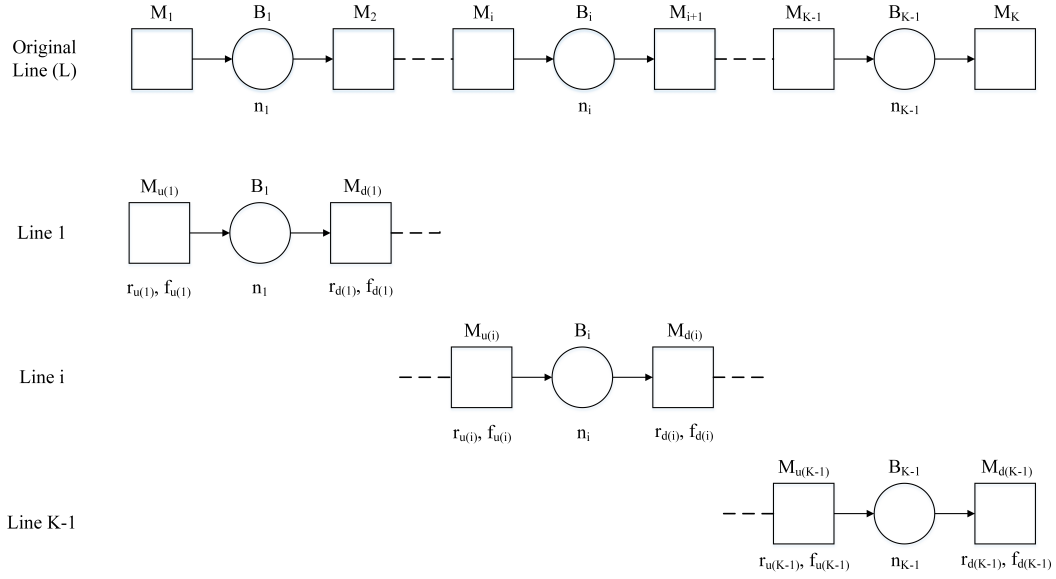 M1 B1 M2 Mi Bi Mi+1 MK-1 BK-1 MK
Original
Line (L)
n1 ni nK-1
Mu(1) B1 Md(1)
Line 1
ru(1), fu(1) n1 rd(1), fd(1)
Mu(i) Bi Md(i)
Line i
ru(i), fu(i) ni rd(i), fd(i)
Mu(K-1) BK-1 Md(K-1)
Line K-1
ru(K-1), fu(K-1) nK-1 rd(K-1), fd(K-1)